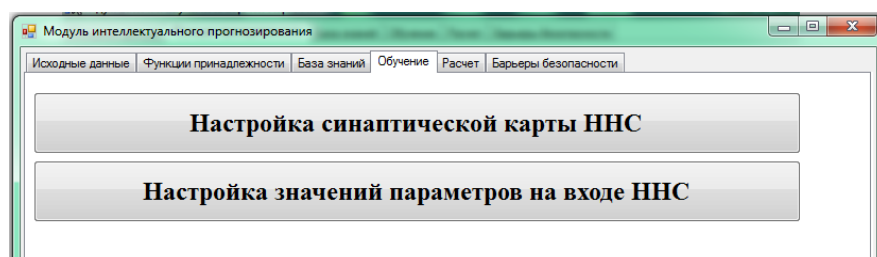 Модуль интеллектуального прогнозирования
Исходные данные Функции принадлежности База знаний Обучение Расчет Барьеры безопасности
Настройка синаптической карты ННС
Настройка значений параметров на входе ННС